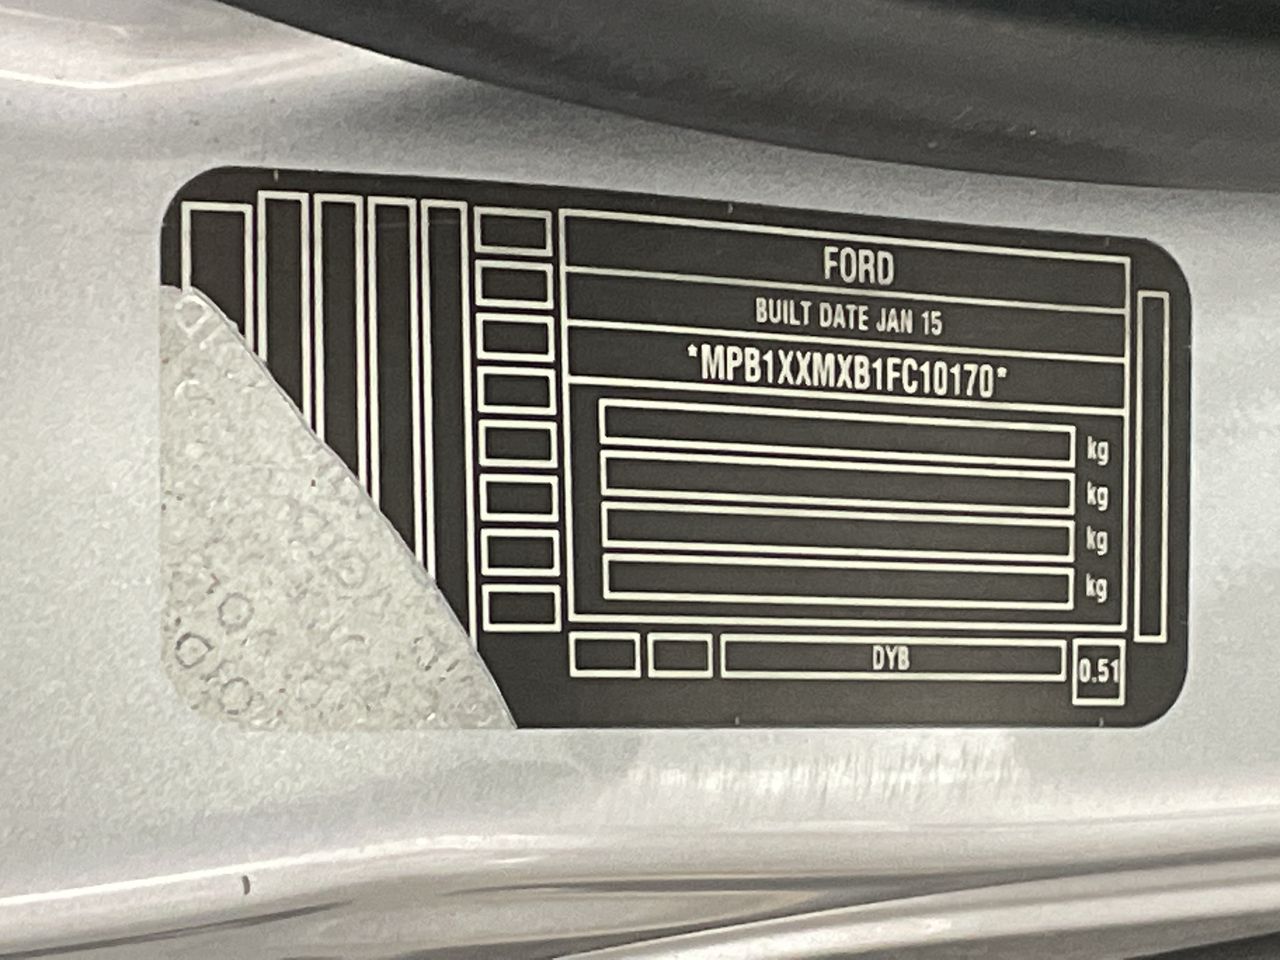 FORD
BUILT DATE JAN 15
*MPB1XXMXB1FC10170*
kg
kg
kg
kg
DYB
0.51